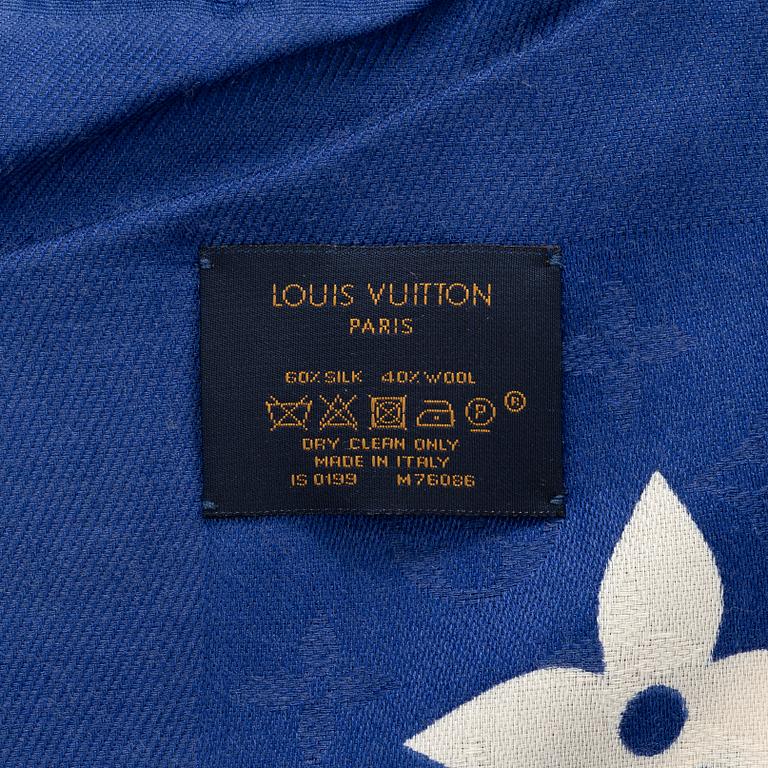 LOUIS VUITTON
PARIS
60% SILK 40% WOOL
P ®
DRY CLEAN ONLY
MADE IN ITALY
IS 0199 M76086